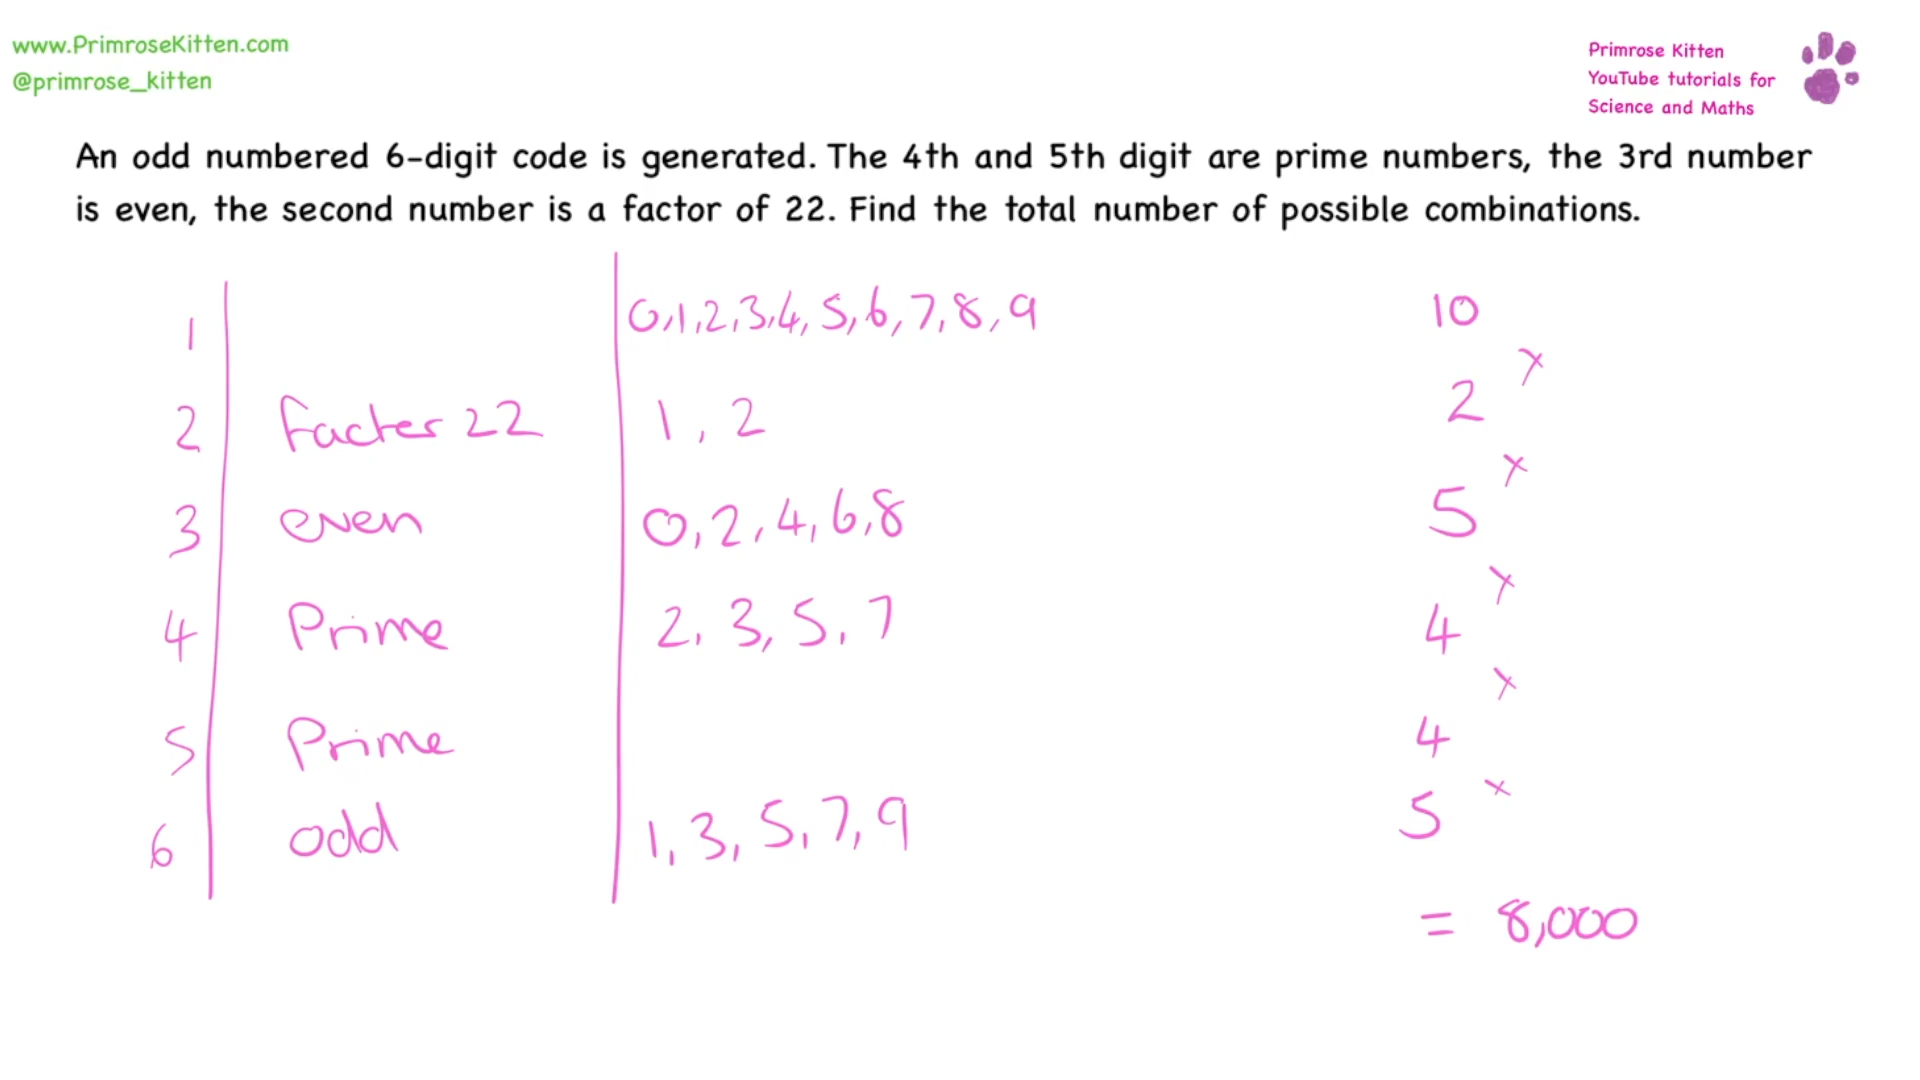 www.PrimroseKitten.com
@primrose_kitten
Primrose Kitten
YouTube tutorials for
Science and Maths
An odd numbered 6-digit code is generated. The 4th and 5th digit are prime numbers, the 3rd number
is even, the second number is a factor of 22. Find the total number of possible combinations.
1 0,1,2,3,4,5,6,7,8,9 10
×
2 Facter 22 1, 2 2
×
3 even 0,2,4,6,8 5
×
4 Prime 2, 3, 5, 7 4
×
5 Prime 4
×
6 odd 1, 3, 5, 7, 9 5
= 8,000